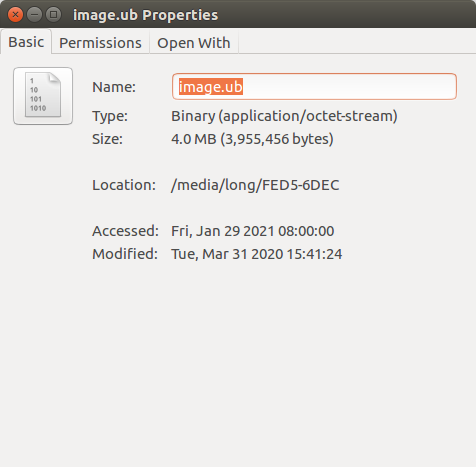 image.ub Properties
Basic Permissions Open With
1
10
101
1010
Name: image.ub
Type: Binary (application/octet-stream)
Size: 4.0 MB (3,955,456 bytes)
Location: /media/long/FED5-6DEC
Accessed: Fri, Jan 29 2021 08:00:00
Modified: Tue, Mar 31 2020 15:41:24